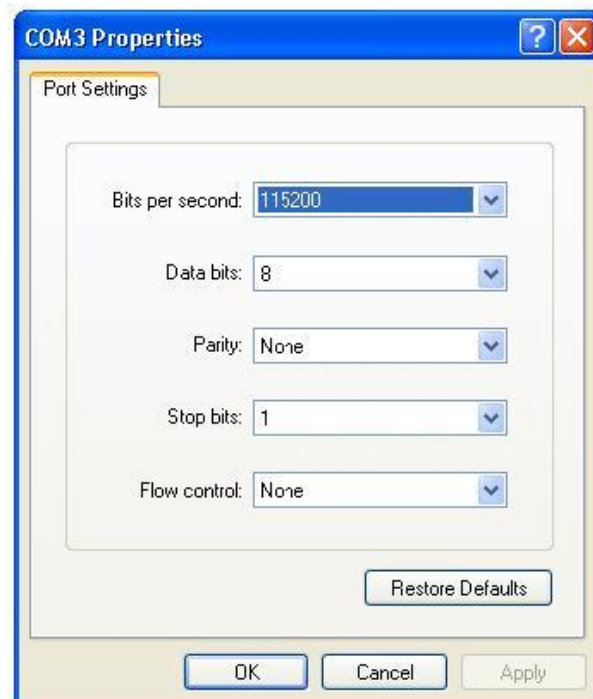 COM3 Properties
Port Settings
Bits per second: 115200
Data bits: 8
Parity: None
Stop bits: 1
Flow control: None
Restore Defaults
OK Cancel Apply